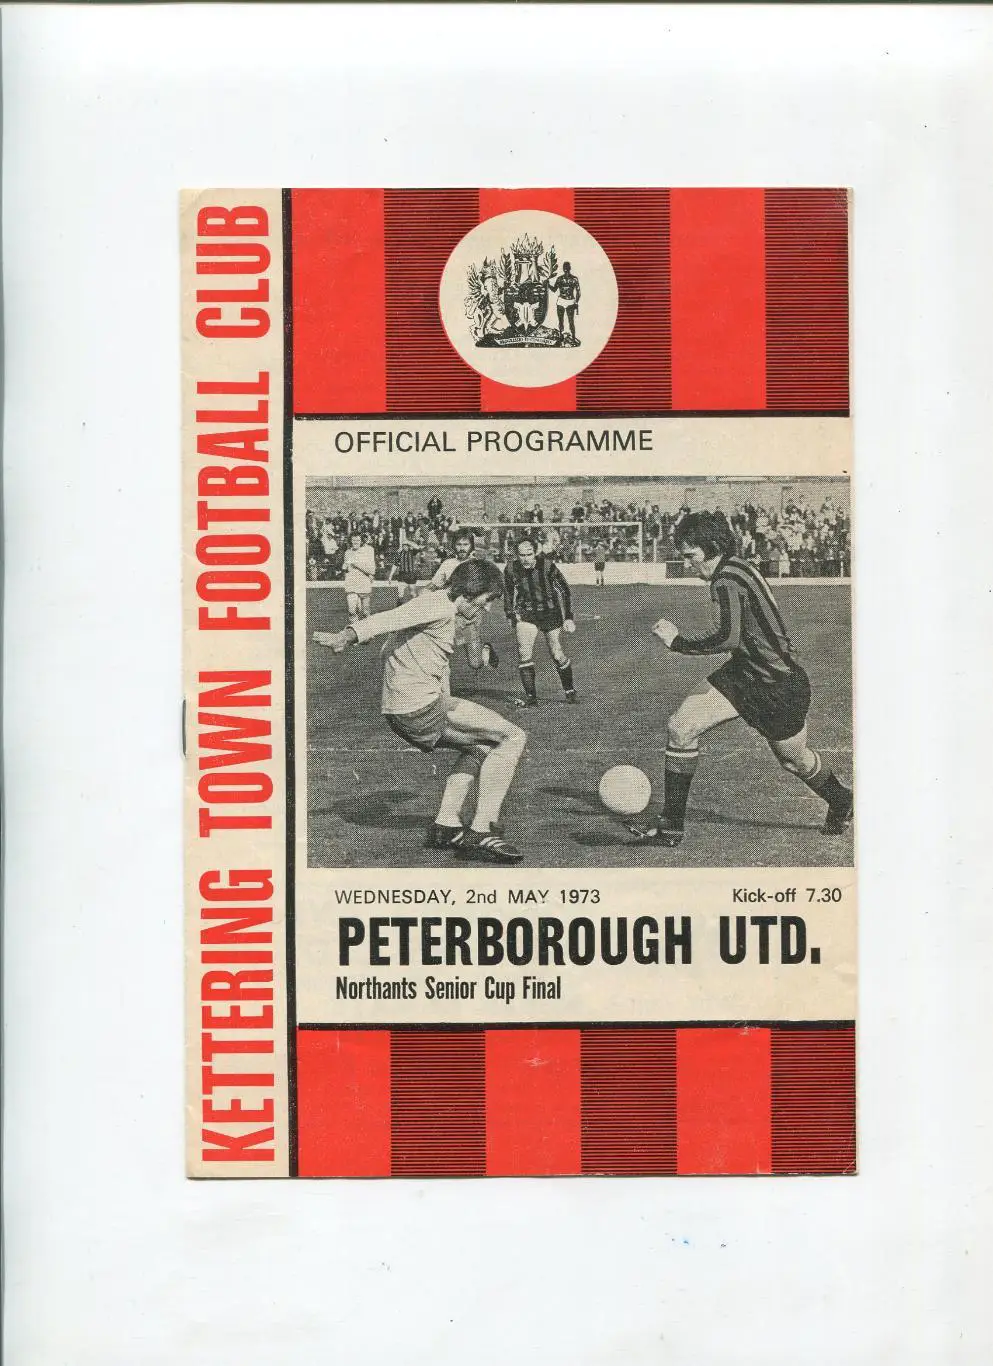 KETTERING TOWN FOOTBALL CLUB
OFFICIAL PROGRAMME
WEDNESDAY, 2nd MAY 1973
Kick-off 7.30
PETERBOROUGH UTD.
Northants Senior Cup Final